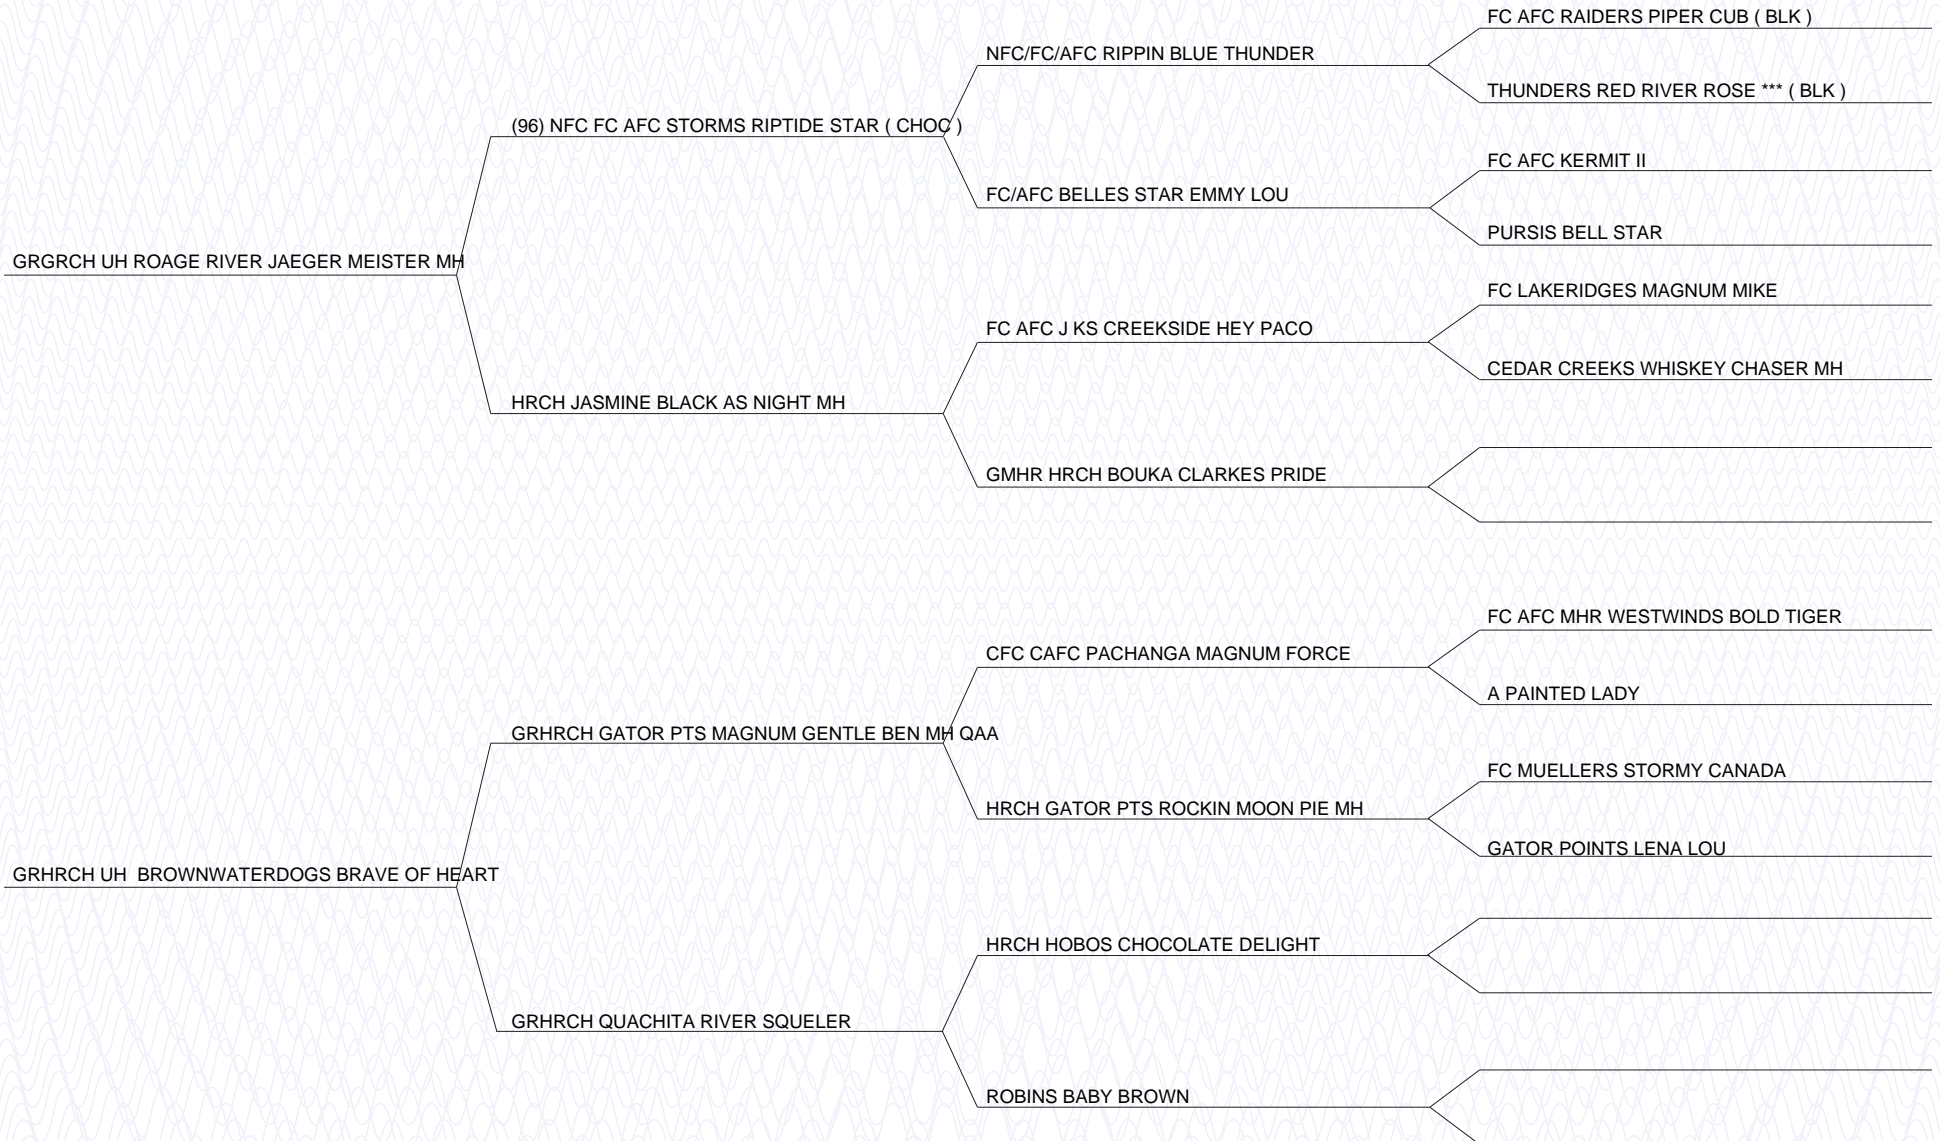 FC AFC RAIDERS PIPER CUB ( BLK )
NFC/FC/AFC RIPPIN BLUE THUNDER
THUNDERS RED RIVER ROSE *** ( BLK )
(96) NFC FC AFC STORMS RIPTIDE STAR ( CHOC )
FC AFC KERMIT II
FC/AFC BELLES STAR EMMY LOU
PURSIS BELL STAR
GRGRCH UH ROAGE RIVER JAEGER MEISTER MH
FC LAKERIDGES MAGNUM MIKE
FC AFC J KS CREEKSIDE HEY PACO
CEDAR CREEKS WHISKEY CHASER MH
HRCH JASMINE BLACK AS NIGHT MH
GMHR HRCH BOUKA CLARKES PRIDE
FC AFC MHR WESTWINDS BOLD TIGER
CFC CAFC PACHANGA MAGNUM FORCE
A PAINTED LADY
GRHRCH GATOR PTS MAGNUM GENTLE BEN MH QAA
FC MUELLERS STORMY CANADA
HRCH GATOR PTS ROCKIN MOON PIE MH
GATOR POINTS LENA LOU
GRHRCH UH  BROWNWATERDOGS BRAVE OF HEART
HRCH HOBOS CHOCOLATE DELIGHT
GRHRCH QUACHITA RIVER SQUELER
ROBINS BABY BROWN